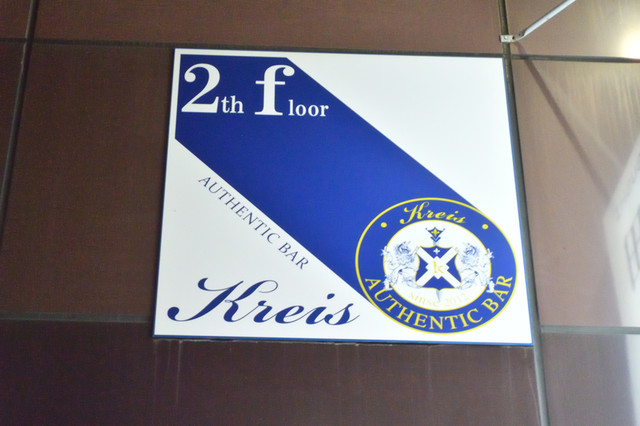 2th floor
AUTHENTIC BAR
Kreis
Kreis
K
AUTHENTIC BAR